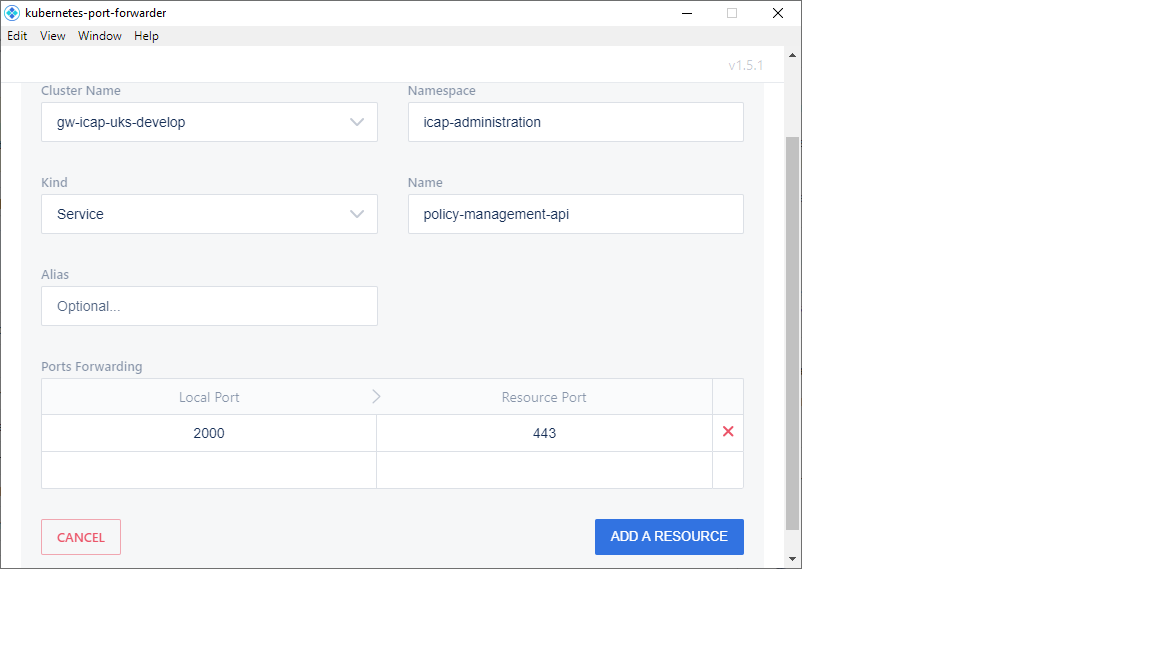 kubernetes-port-forwarder
Edit View Window Help
v1.5.1
Cluster Name Namespace
gw-icap-uks-develop icap-administration
Kind Name
Service policy-management-api
Alias
Optional...
Ports Forwarding
Local Port Resource Port
2000 443
CANCEL ADD A RESOURCE